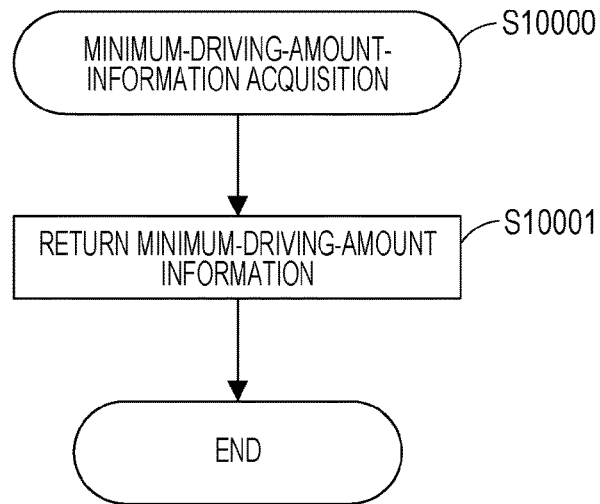 S10000
MINIMUM-DRIVING-AMOUNT-
INFORMATION ACQUISITION
S10001
RETURN MINIMUM-DRIVING-AMOUNT
INFORMATION
END